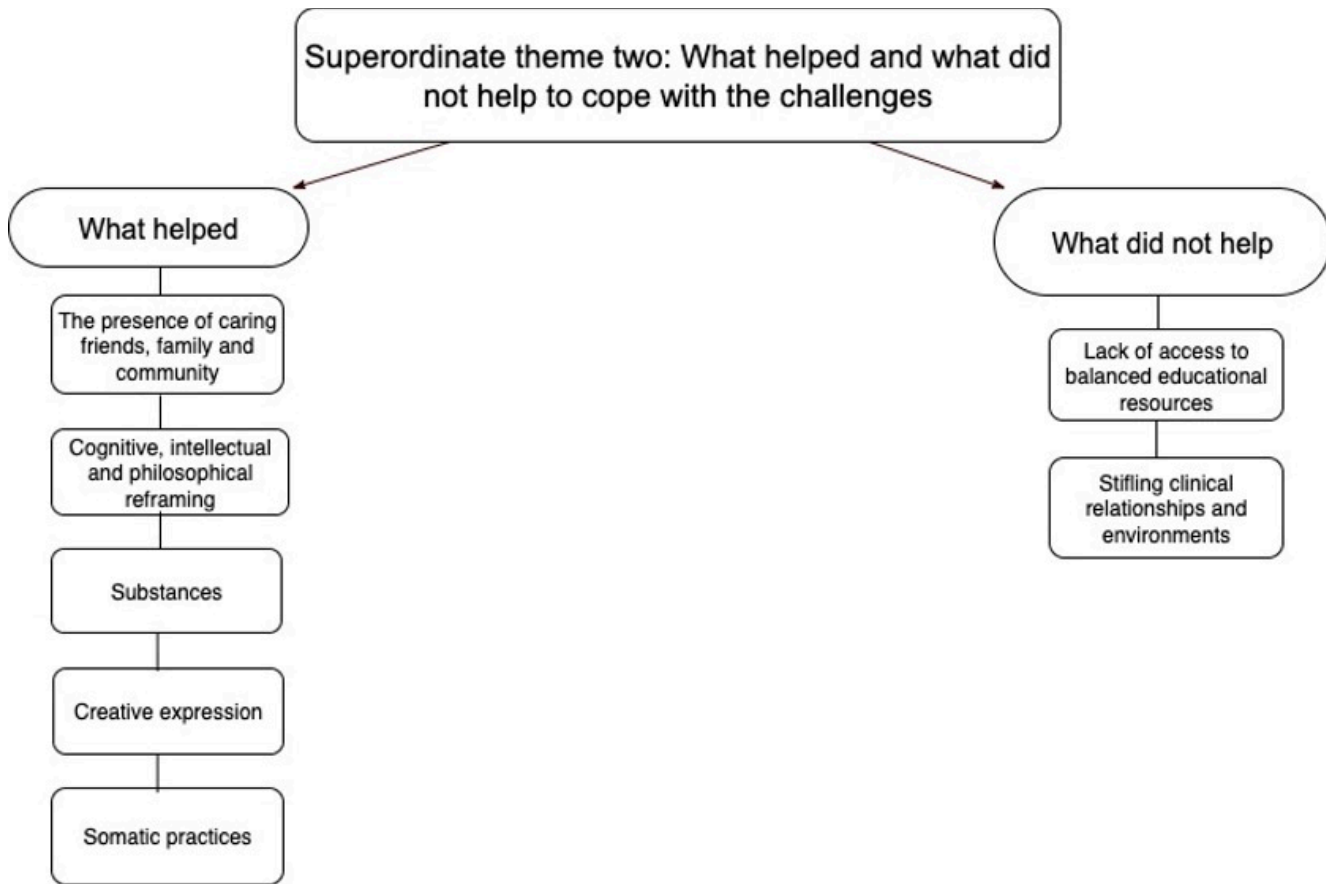 Superordinate theme two: What helped and what did
not help to cope with the challenges
What helped
The presence of caring
friends, family and
community
Cognitive, intellectual
and philosophical
reframing
Substances
Creative expression
Somatic practices
What did not help
Lack of access to
balanced educational
resources
Stifling clinical
relationships and
environments